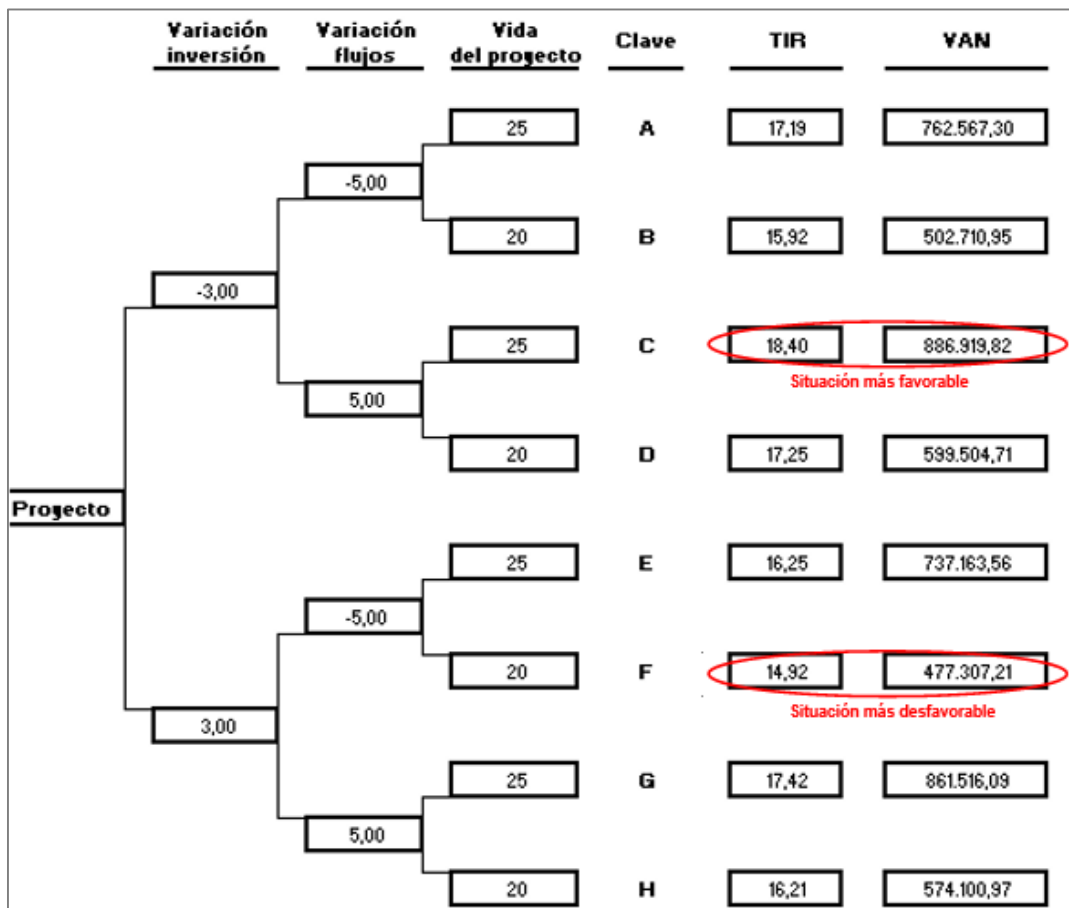 Variación inversión Variación flujos Vida del proyecto Clave TIR VAN
25 A 17,19 762.567,30
-5,00
20 B 15,92 502.710,95
-3,00
25 C 18,40 886.919,82
Situación más favorable
5,00
20 D 17,25 599.504,71
Proyecto
25 E 16,25 737.163,56
-5,00
20 F 14,92 477.307,21
Situación más desfavorable
3,00
25 G 17,42 861.516,09
5,00
20 H 16,21 574.100,97